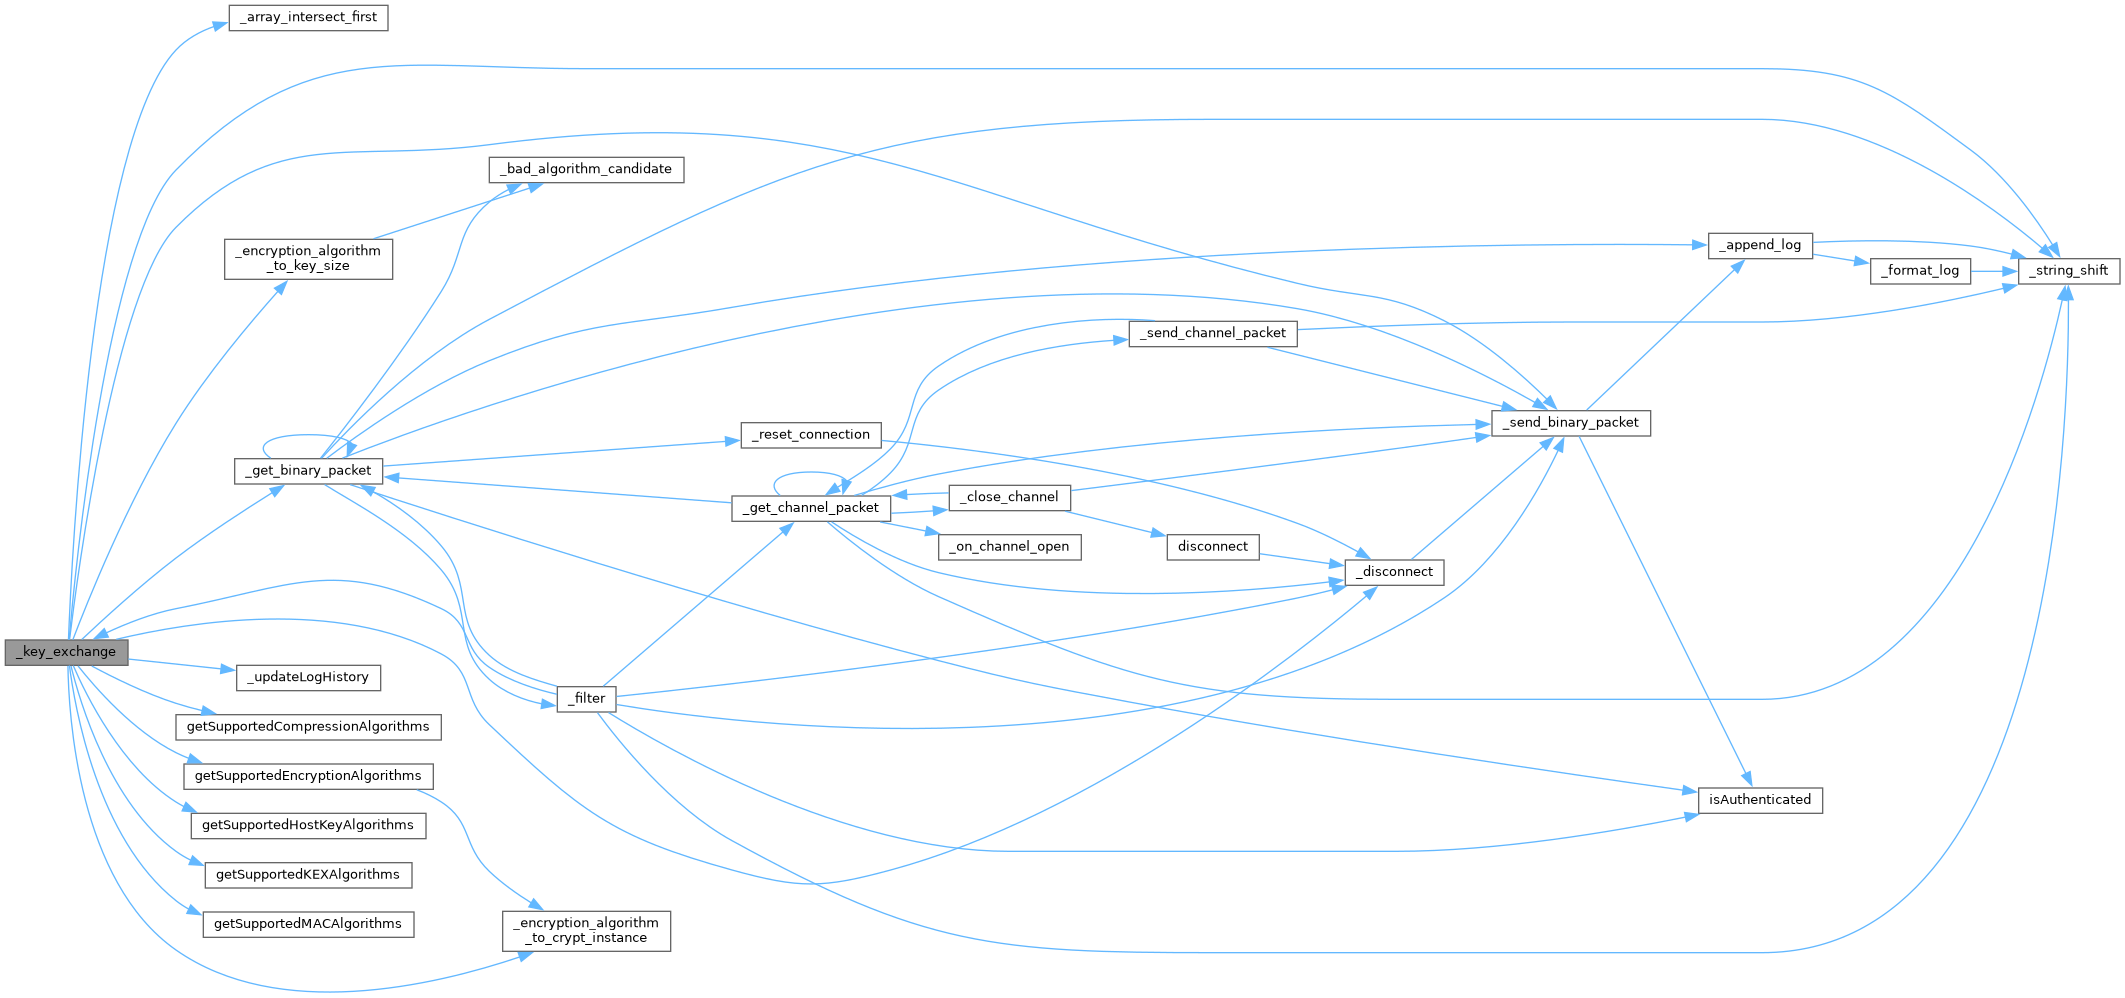 _array_intersect_first
_bad_algorithm_candidate
_encryption_algorithm
_to_key_size
_append_log
_format_log
_string_shift
_send_channel_packet
_send_binary_packet
_reset_connection
_get_binary_packet
_get_channel_packet
_close_channel
_on_channel_open
disconnect
_disconnect
_key_exchange
_updateLogHistory
_filter
getSupportedCompressionAlgorithms
getSupportedEncryptionAlgorithms
isAuthenticated
getSupportedHostKeyAlgorithms
getSupportedKEXAlgorithms
getSupportedMACAlgorithms
_encryption_algorithm
_to_crypt_instance